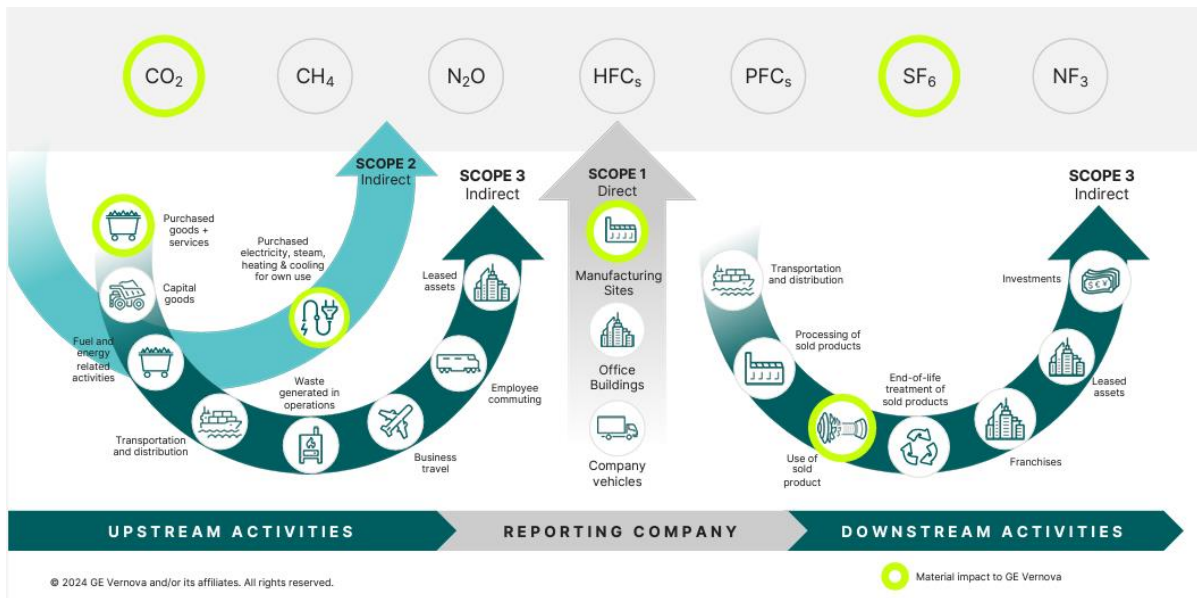 CO₂
CH₄
N₂O
HFCₛ
PFCₛ
SF₆
NF₃
SCOPE 2
Indirect
Purchased
goods +
services
Capital
goods
Fuel and
energy
related
activities
Transportation
and distribution
Purchased
electricity, steam,
heating & cooling
for own use
Waste
generated in
operations
Business
travel
Employee
commuting
Leased
assets
SCOPE 3
Indirect
SCOPE 1
Direct
Manufacturing
Sites
Office
Buildings
Company
vehicles
Transportation
and distribution
Processing of
sold products
Use of
sold
product
End-of-life
treatment of
sold products
Franchises
Leased
assets
Investments
$€¥
SCOPE 3
Indirect
UPSTREAM ACTIVITIES
REPORTING COMPANY
DOWNSTREAM ACTIVITIES
© 2024 GE Vernova and/or its affiliates. All rights reserved.
Material impact to GE Vernova